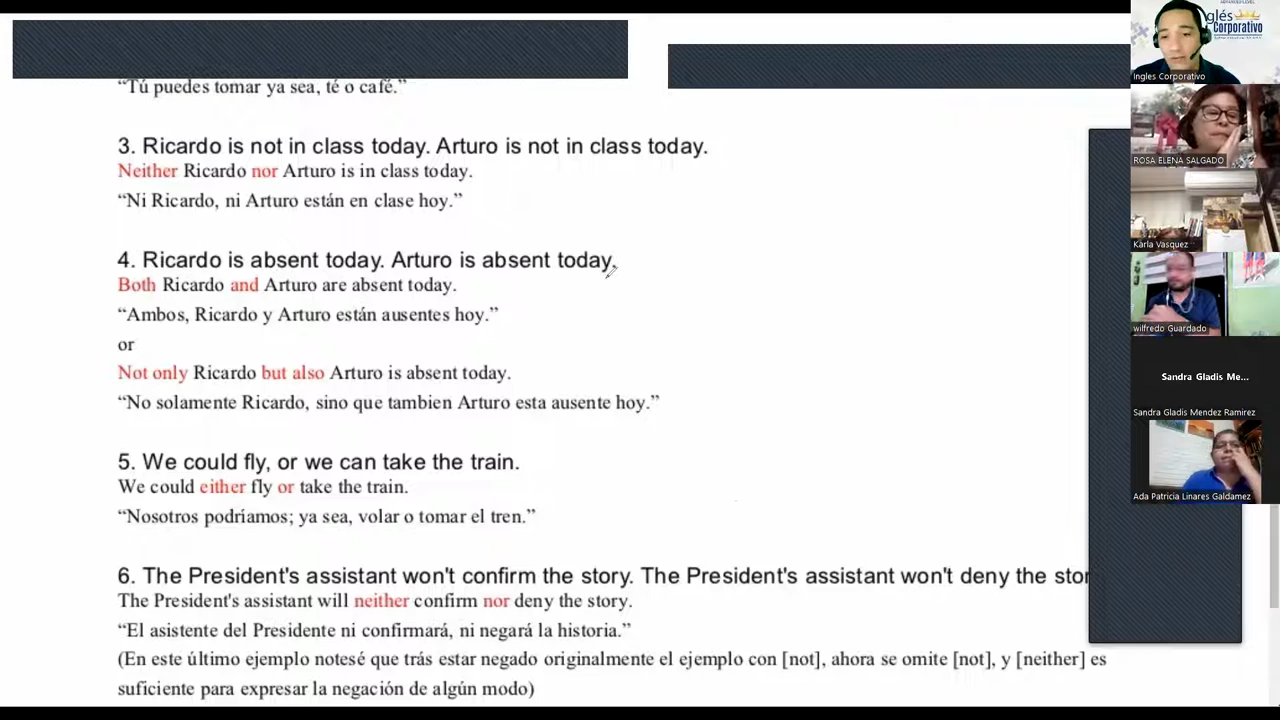 “Tú puedes tomar ya sea, té o café.”
3. Ricardo is not in class today. Arturo is not in class today.
Neither Ricardo nor Arturo is in class today.
“Ni Ricardo, ni Arturo están en clase hoy.”
4. Ricardo is absent today. Arturo is absent today.
Both Ricardo and Arturo are absent today.
“Ambos, Ricardo y Arturo están ausentes hoy.”
or
Not only Ricardo but also Arturo is absent today.
“No solamente Ricardo, sino que tambien Arturo esta ausente hoy.”
5. We could fly, or we can take the train.
We could either fly or take the train.
“Nosotros podríamos; ya sea, volar o tomar el tren.”
6. The President's assistant won't confirm the story. The President's assistant won't deny the stor
The President's assistant will neither confirm nor deny the story.
“El asistente del Presidente ni confirmará, ni negará la historia.”
(En este último ejemplo notesé que trás estar negado originalmente el ejemplo con [not], ahora se omite [not], y [neither] es
suficiente para expresar la negación de algún modo)
glés
Corporativo
Ingles Corporativo
ROSA ELENA SALGADO
Karla Vasquez
wilfredo Guardado
Sandra Gladis Me...
Sandra Gladis Mendez Ramirez
Ada Patricia Linares Galdamez